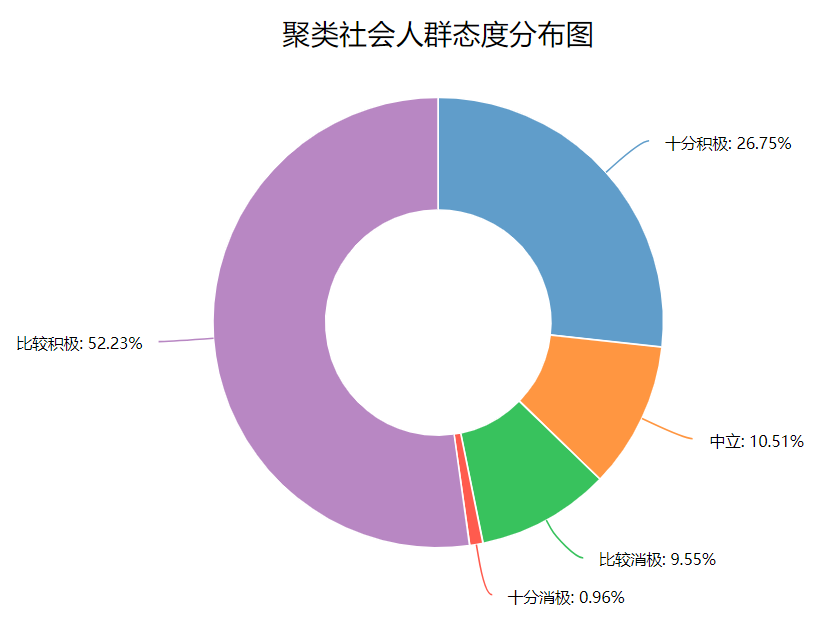 聚类社会人群态度分布图
十分积极: 26.75%
比较积极: 52.23%
中立: 10.51%
比较消极: 9.55%
十分消极: 0.96%